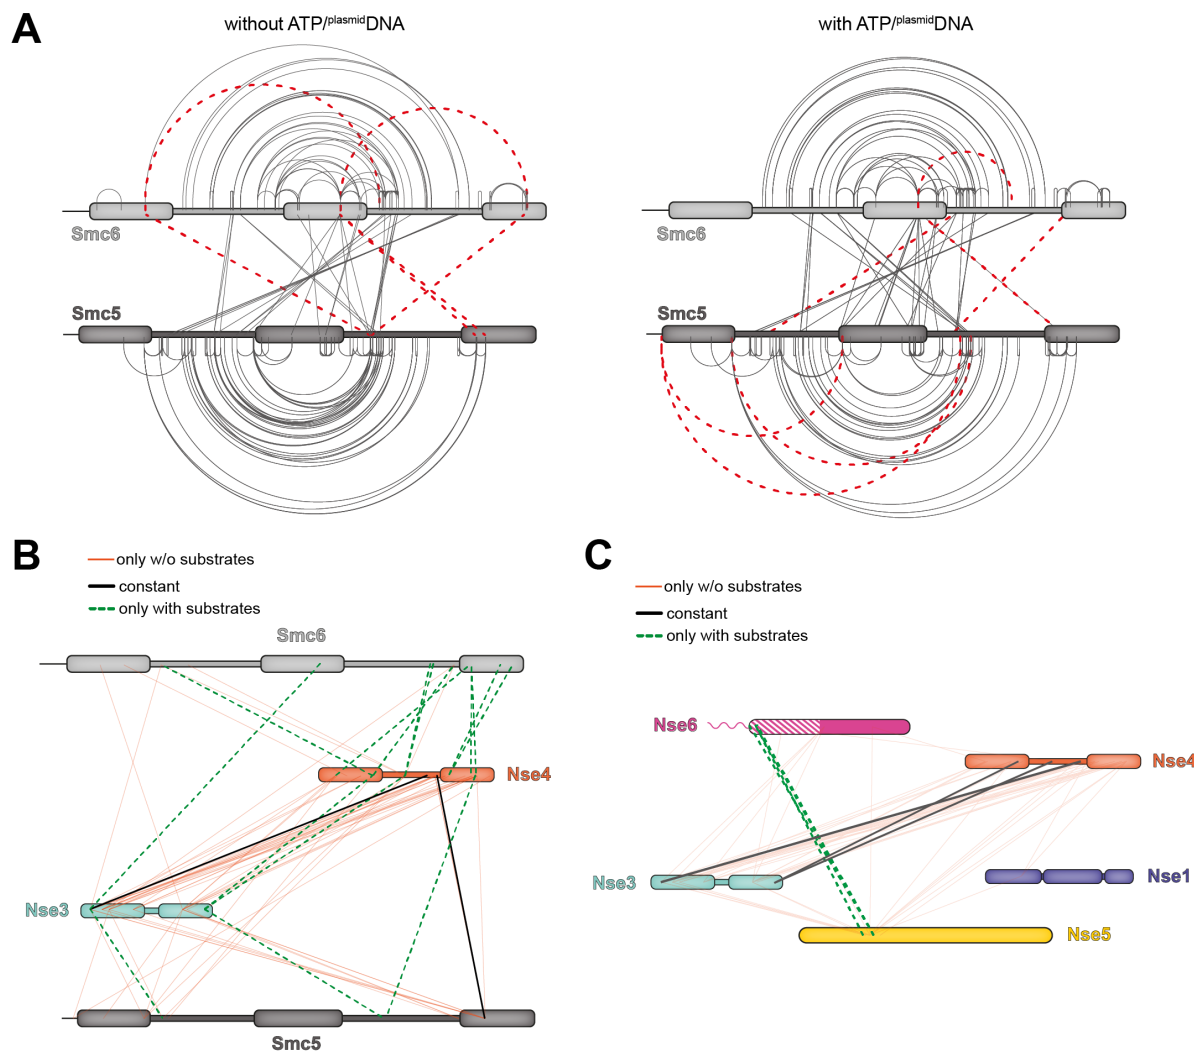 A
without ATP/plasmidDNA
with ATP/plasmidDNA
Smc6
Smc6
Smc5
Smc5
B
only w/o substrates
constant
only with substrates
Smc6
Nse4
Nse3
Smc5
C
only w/o substrates
constant
only with substrates
Nse6
Nse4
Nse3
Nse1
Nse5